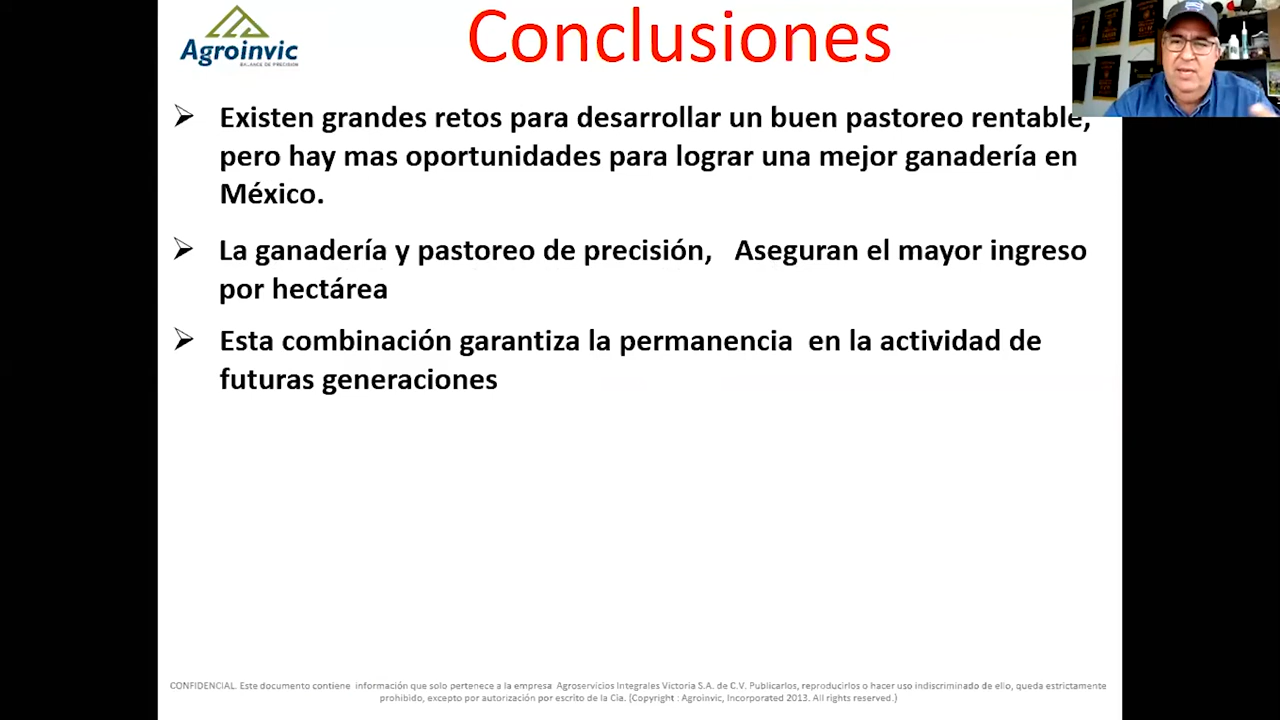 Agroinvic
BALANCE DE PRECISIÓN
Conclusiones
Existen grandes retos para desarrollar un buen pastoreo rentable,
pero hay mas oportunidades para lograr una mejor ganadería en
México.
La ganadería y pastoreo de precisión, Aseguran el mayor ingreso
por hectárea
Esta combinación garantiza la permanencia en la actividad de
futuras generaciones
CONFIDENCIAL. Este documento contiene información que solo pertenece a la empresa Agroservicios Integrales Victoria S.A. de C.V. Publicarlos, reproducirlos o hacer uso indiscriminado de ello, queda estrictamente
prohibido, excepto por autorización por escrito de la Cia. (Copyright : Agroinvic, Incorporated 2013. All rights reserved.)